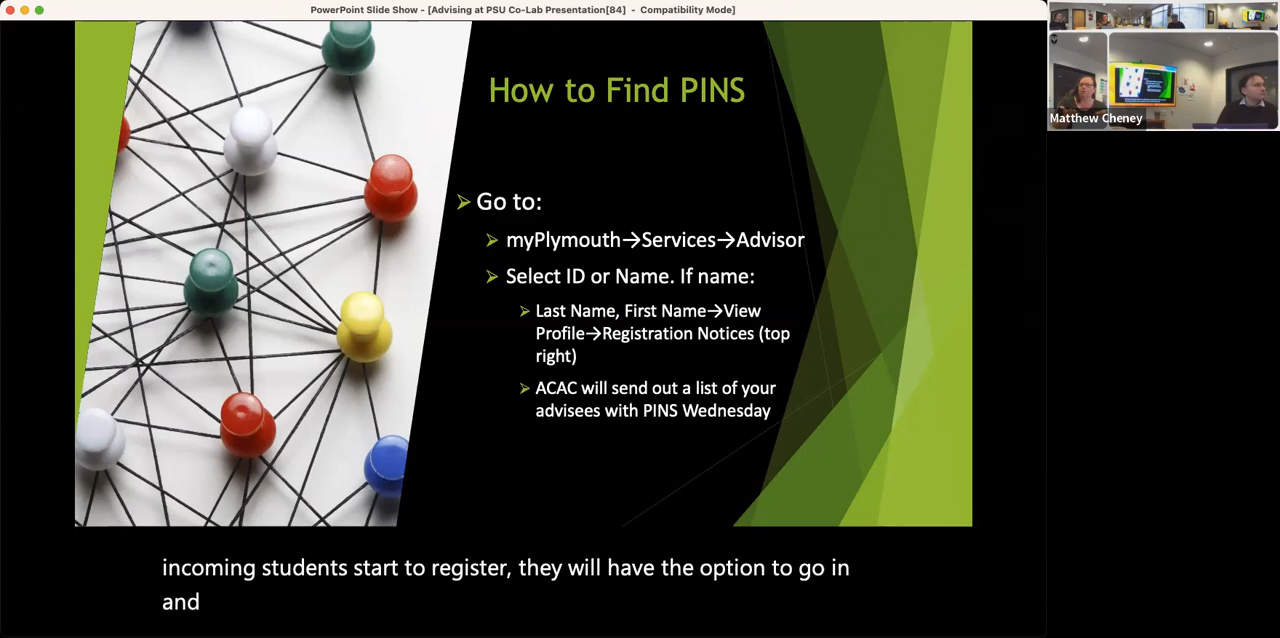 PowerPoint Slide Show - [Advising at PSU Co-Lab Presentation[84] - Compatibility Mode]
How to Find PINS
Go to:
myPlymouth→Services→Advisor
Select ID or Name. If name:
Last Name, First Name→View
Profile→Registration Notices (top
right)
ACAC will send out a list of your
advisees with PINS Wednesday
incoming students start to register, they will have the option to go in
and
Matthew Cheney